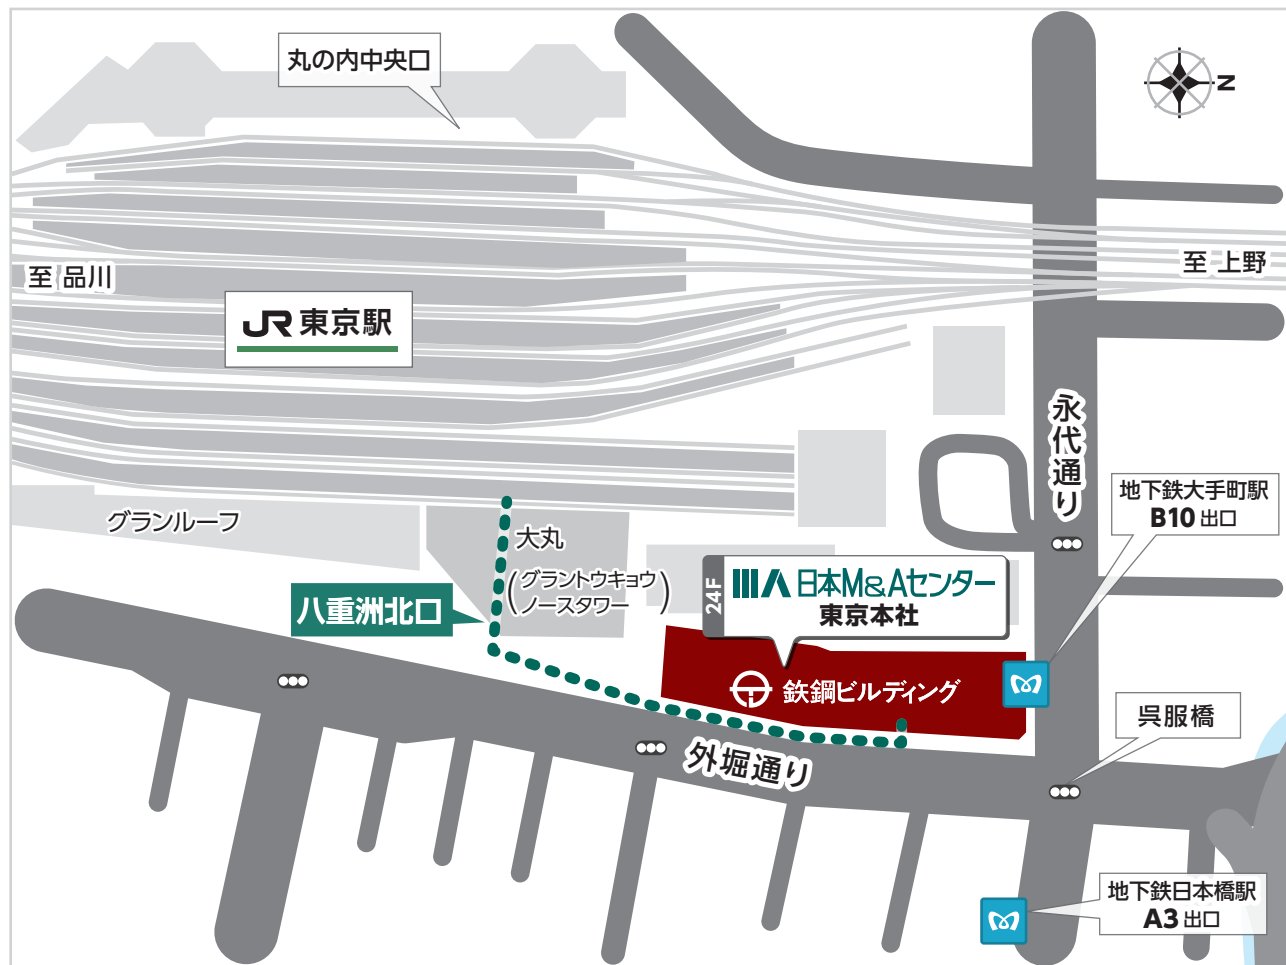 丸の内中央口
N
至 品川
至 上野
JR 東京駅
永代通り
地下鉄大手町駅
B10 出口
グランルーフ
大丸
(グラントウキョウ
ノースタワー)
八重洲北口
24F
日本M&Aセンター
東京本社
鉄鋼ビルディング
呉服橋
外堀通り
地下鉄日本橋駅
A3 出口